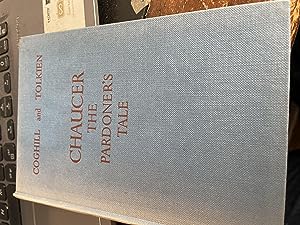 COGHILL and TOLKIEN
CHAUCER
THE
PARDONER'S
TALE